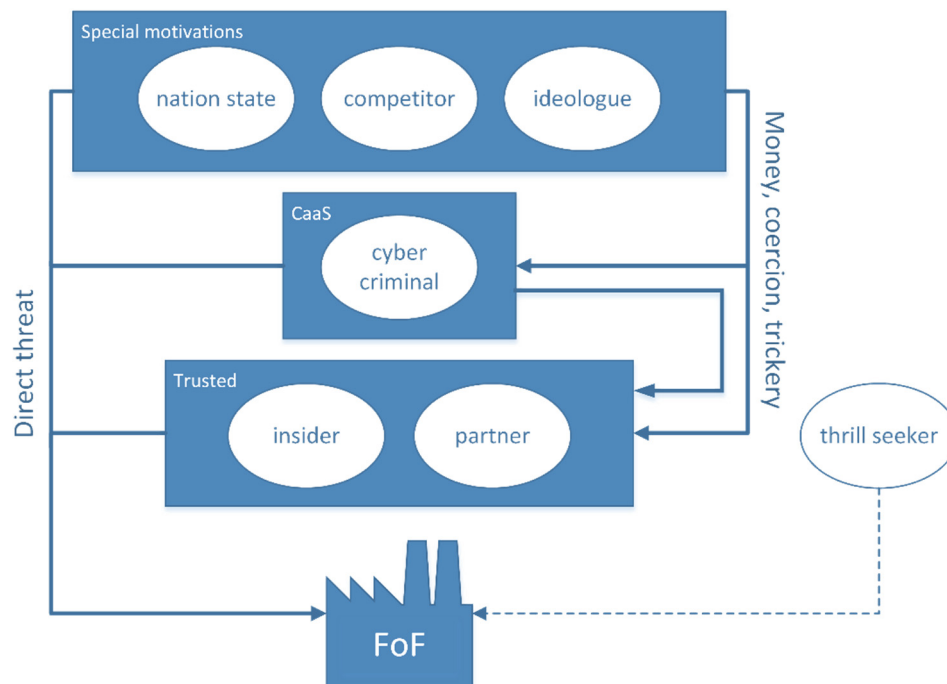 Special motivations
nation state
competitor
ideologue
Money, coercion, trickery
CaaS
cyber
criminal
Direct threat
Trusted
insider
partner
thrill seeker
FoF